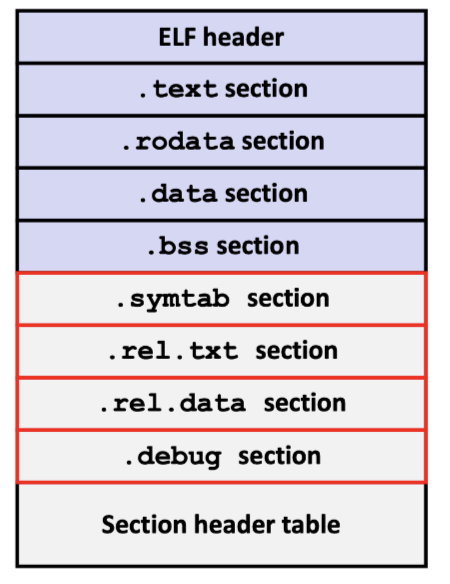 ELF header
.text section
.rodata section
.data section
.bss section
.symtab section
.rel.txt section
.rel.data section
.debug section
Section header table